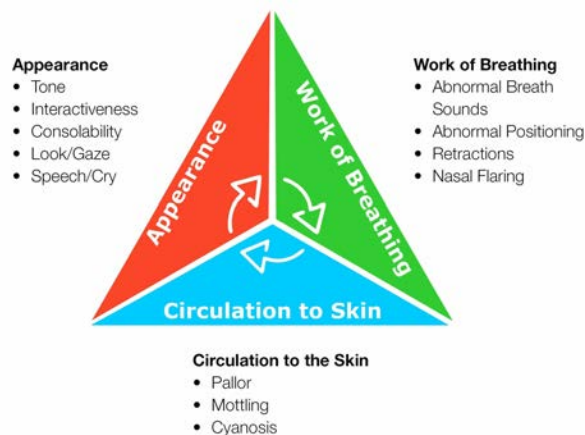 Appearance
• Tone
• Interactiveness
• Consolability
• Look/Gaze
• Speech/Cry
Appearance
Work of Breathing
Work of Breathing
• Abnormal Breath
Sounds
• Abnormal Positioning
• Retractions
• Nasal Flaring
Circulation to Skin
Circulation to the Skin
• Pallor
• Mottling
• Cyanosis